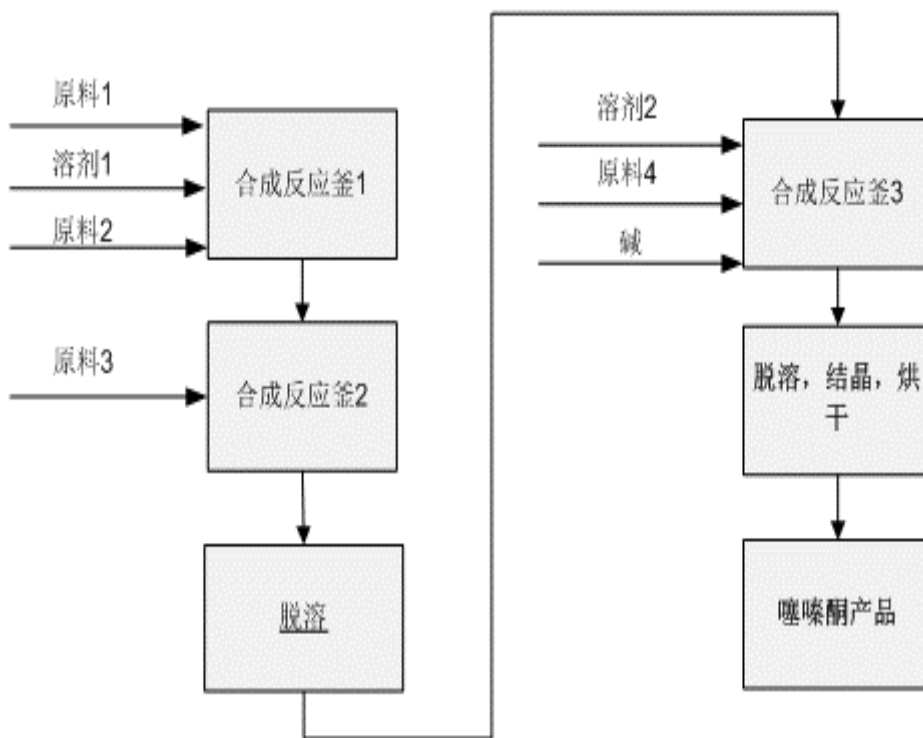 原料1
溶剂1
原料2
合成反应釜1
原料3
合成反应釜2
脱溶
溶剂2
原料4
碱
合成反应釜3
脱溶，结晶，烘
干
噻嗪酮产品